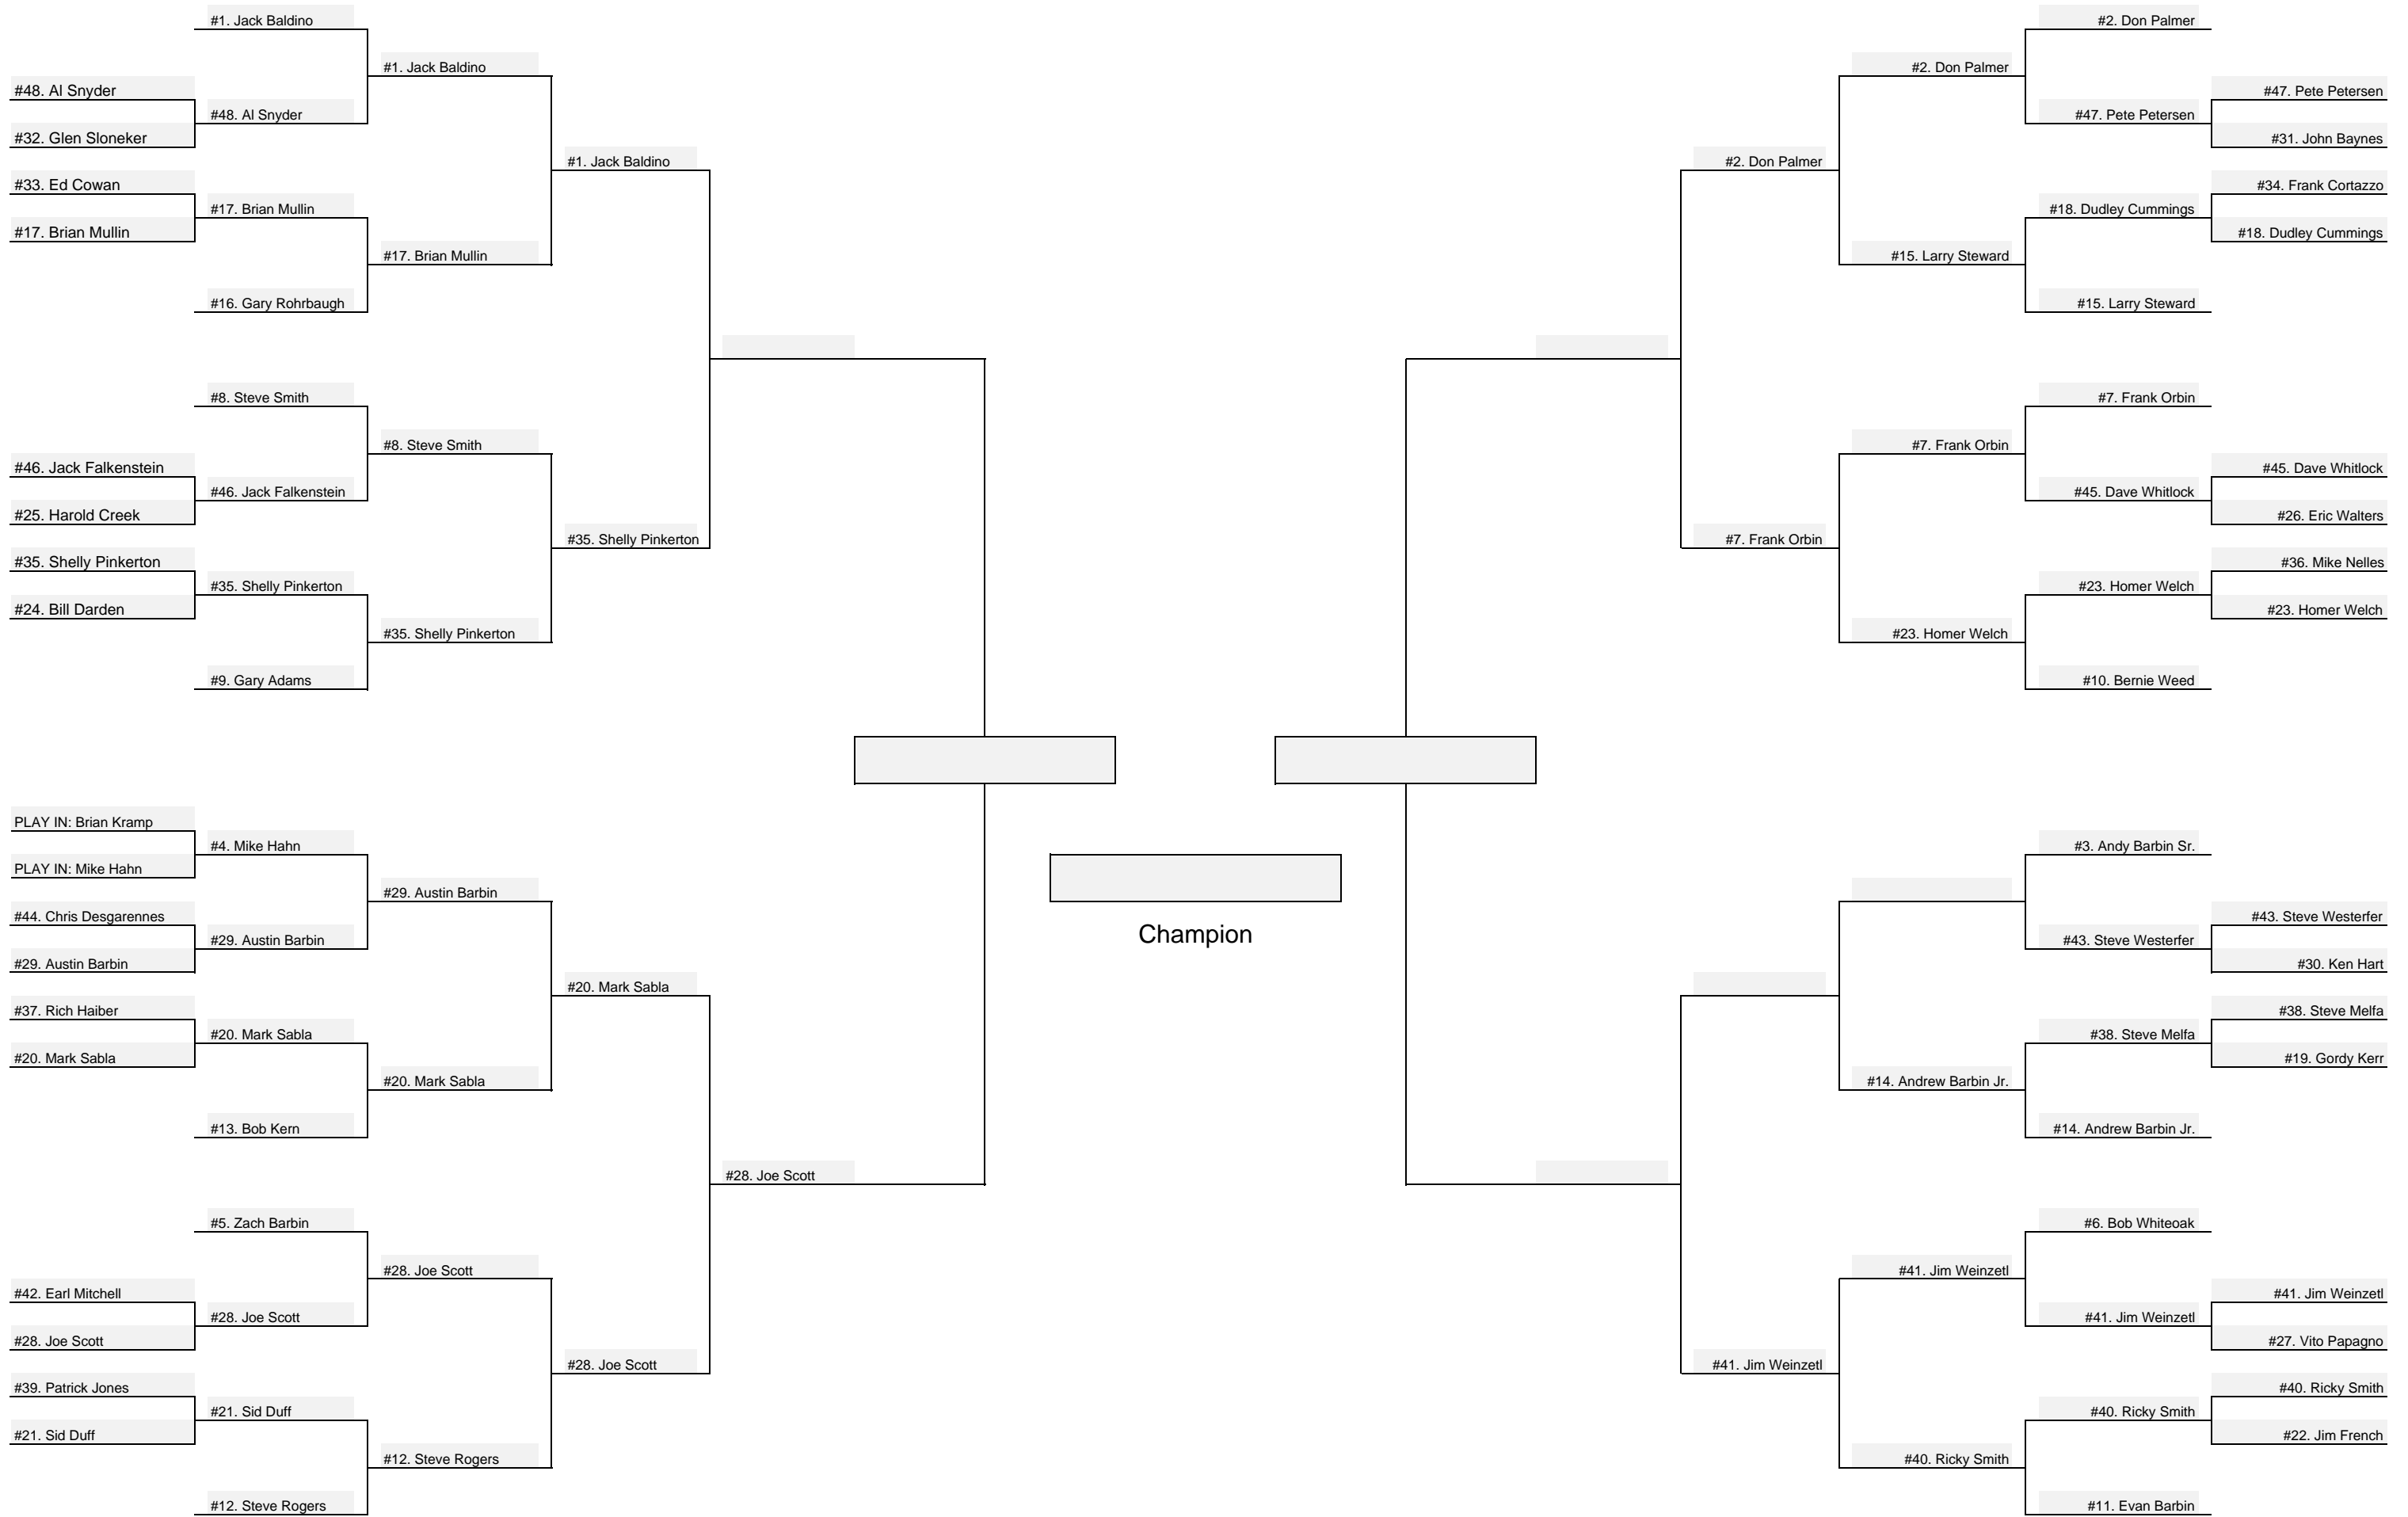 #1. Jack Baldino
#2. Don Palmer
#1. Jack Baldino
#2. Don Palmer
#48. Al Snyder
#47. Pete Petersen
#48. Al Snyder
#47. Pete Petersen
#32. Glen Sloneker
#31. John Baynes
#1. Jack Baldino
#2. Don Palmer
#33. Ed Cowan
#34. Frank Cortazzo
#17. Brian Mullin
#18. Dudley Cummings
#17. Brian Mullin
#18. Dudley Cummings
#17. Brian Mullin
#15. Larry Steward
#16. Gary Rohrbaugh
#15. Larry Steward
#8. Steve Smith
#7. Frank Orbin
#8. Steve Smith
#7. Frank Orbin
#46. Jack Falkenstein
#45. Dave Whitlock
#46. Jack Falkenstein
#45. Dave Whitlock
#25. Harold Creek
#26. Eric Walters
#35. Shelly Pinkerton
#7. Frank Orbin
#35. Shelly Pinkerton
#36. Mike Nelles
#35. Shelly Pinkerton
#23. Homer Welch
#24. Bill Darden
#23. Homer Welch
#35. Shelly Pinkerton
#23. Homer Welch
#9. Gary Adams
#10. Bernie Weed
PLAY IN: Brian Kramp
#4. Mike Hahn
#3. Andy Barbin Sr.
PLAY IN: Mike Hahn
#29. Austin Barbin
#44. Chris Desgarennes
#43. Steve Westerfer
Champion
#29. Austin Barbin
#43. Steve Westerfer
#29. Austin Barbin
#30. Ken Hart
#20. Mark Sabla
#37. Rich Haiber
#38. Steve Melfa
#20. Mark Sabla
#38. Steve Melfa
#20. Mark Sabla
#19. Gordy Kerr
#20. Mark Sabla
#14. Andrew Barbin Jr.
#13. Bob Kern
#14. Andrew Barbin Jr.
#28. Joe Scott
#5. Zach Barbin
#6. Bob Whiteoak
#28. Joe Scott
#41. Jim Weinzetl
#42. Earl Mitchell
#41. Jim Weinzetl
#28. Joe Scott
#41. Jim Weinzetl
#28. Joe Scott
#27. Vito Papagno
#28. Joe Scott
#41. Jim Weinzetl
#39. Patrick Jones
#40. Ricky Smith
#21. Sid Duff
#40. Ricky Smith
#21. Sid Duff
#22. Jim French
#12. Steve Rogers
#40. Ricky Smith
#12. Steve Rogers
#11. Evan Barbin